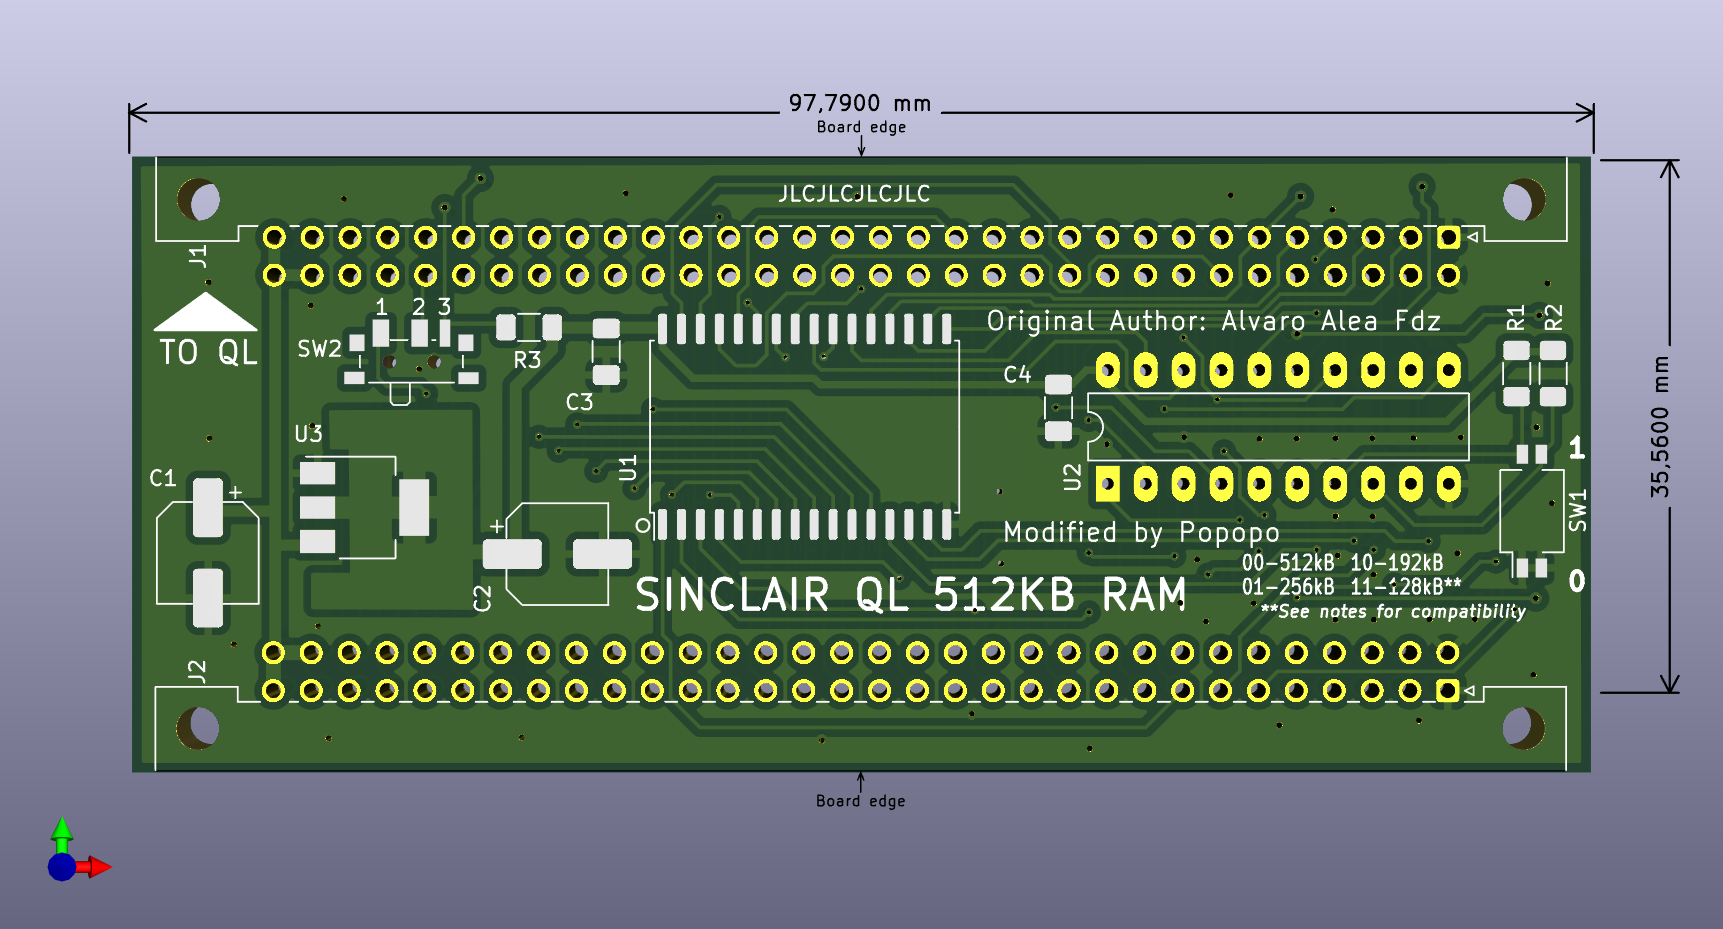 97,7900 mm
Board edge
JLCJLCJLCJLC
J1
1 2 3
TO QL
SW2
R3
C3
Original Author: Alvaro Alea Fdz
R1
R2
C4
35,5600 mm
U3
U1
U2
1
C1
+
+
SW1
Modified by Popopo
00-512kB 10-192kB
01-256kB 11-128kB**
0
C2
SINCLAIR QL 512KB RAM
**See notes for compatibility
J2
Board edge